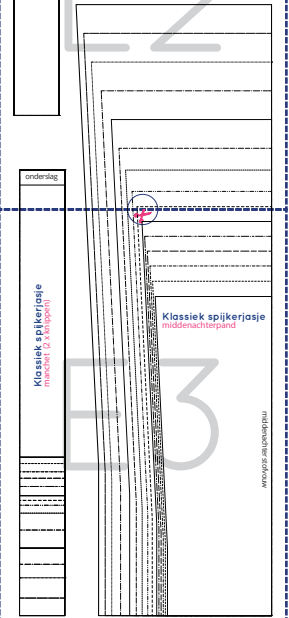 E2
onderslag
Klassiek spijkerjasje
manchet (2 x knippen)
Klassiek spijkerjasje
middenachterpand
E3
middenachter stofvouw